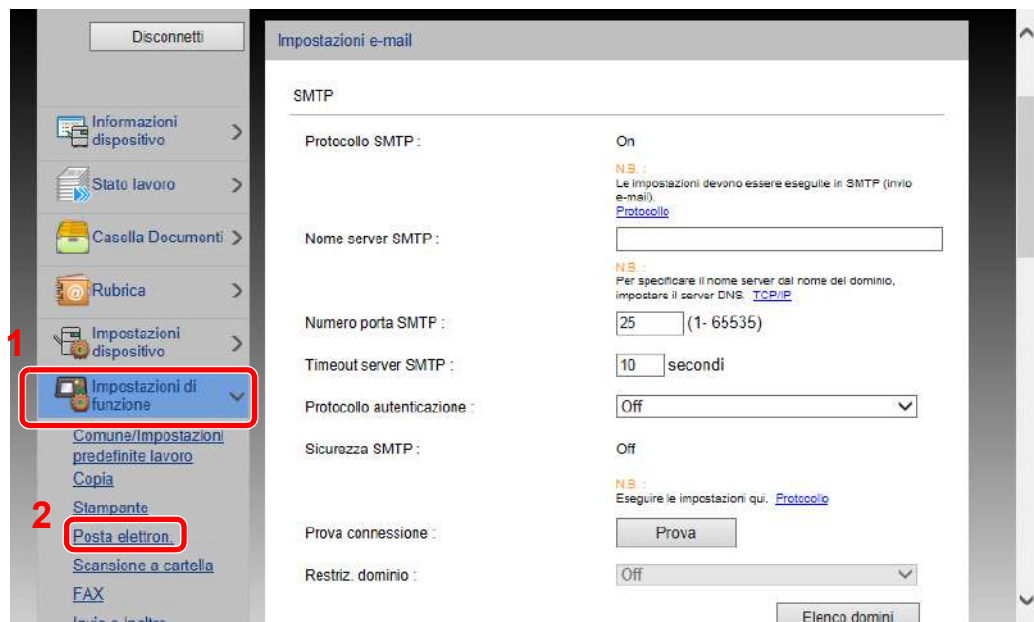 Disconnetti
Informazioni
dispositivo
Stato lavoro
Casella Documenti
Rubrica
1
Impostazioni
dispositivo
Impostazioni di
funzione
Comune/Impostazioni
predefinite lavoro
Copia
Stampante
2
Posta elettron.
Scansione a cartella
FAX
Impostazioni e-mail
SMTP
Protocollo SMTP :
On
N.B. :
Le impostazioni devono essere eseguite in SMTP (invio
e-mail).
Protocollo
Nome server SMTP :
N.B. :
Per specificare il nome server dal nome del dominio,
impostare il server DNS. TCP/IP
Numero porta SMTP :
25 (1- 65535)
Timeout server SMTP :
10 secondi
Protocollo autenticazione :
Off
Sicurezza SMTP :
Off
N.B. :
Eseguire le impostazioni qui. Protocollo
Prova connessione :
Prova
Restriz. dominio :
Off
Elenco domini